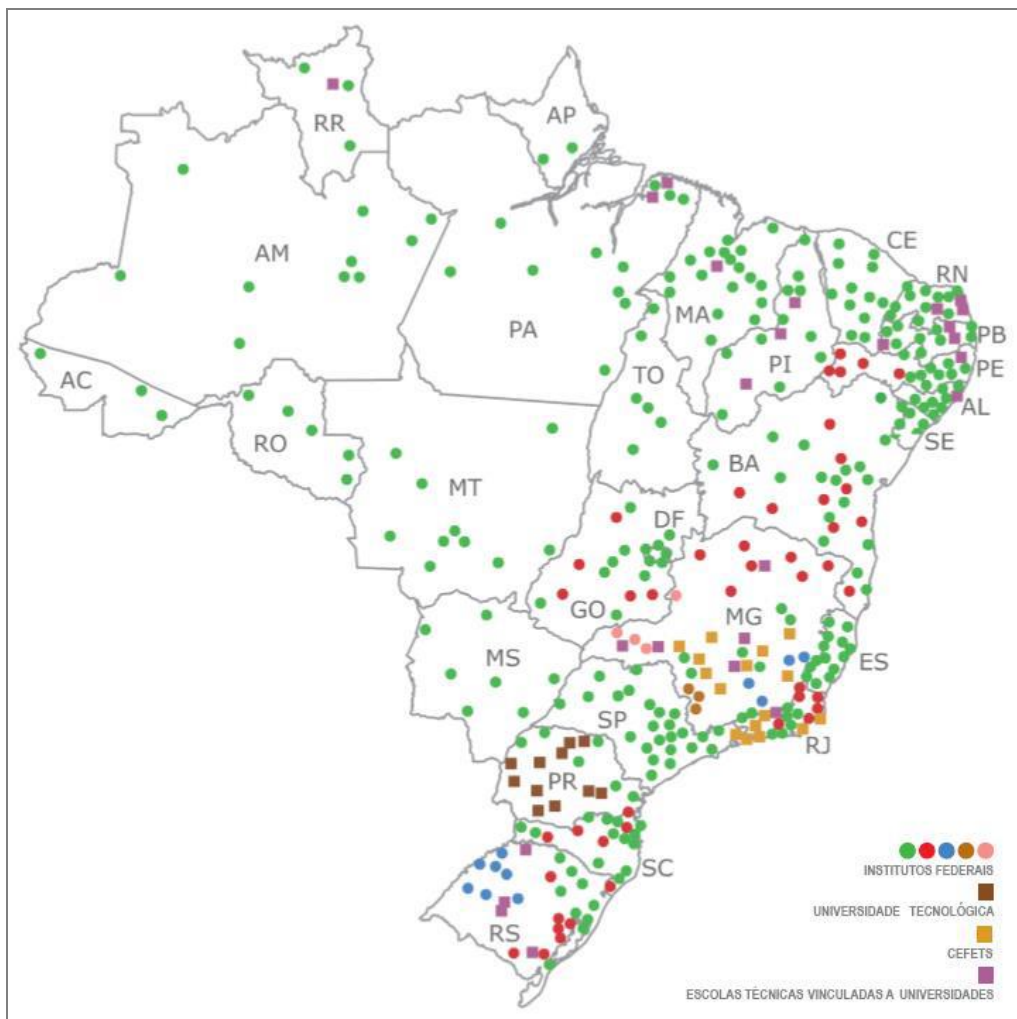 RR
AP
AM
PA
MA
CE
RN
PB
PE
AL
SE
PI
TO
AC
RO
MT
BA
DF
GO
MG
ES
MS
SP
RJ
PR
SC
RS
INSTITUTOS FEDERAIS
UNIVERSIDADE TECNOLÓGICA
CEFETS
ESCOLAS TÉCNICAS VINCULADAS A UNIVERSIDADES